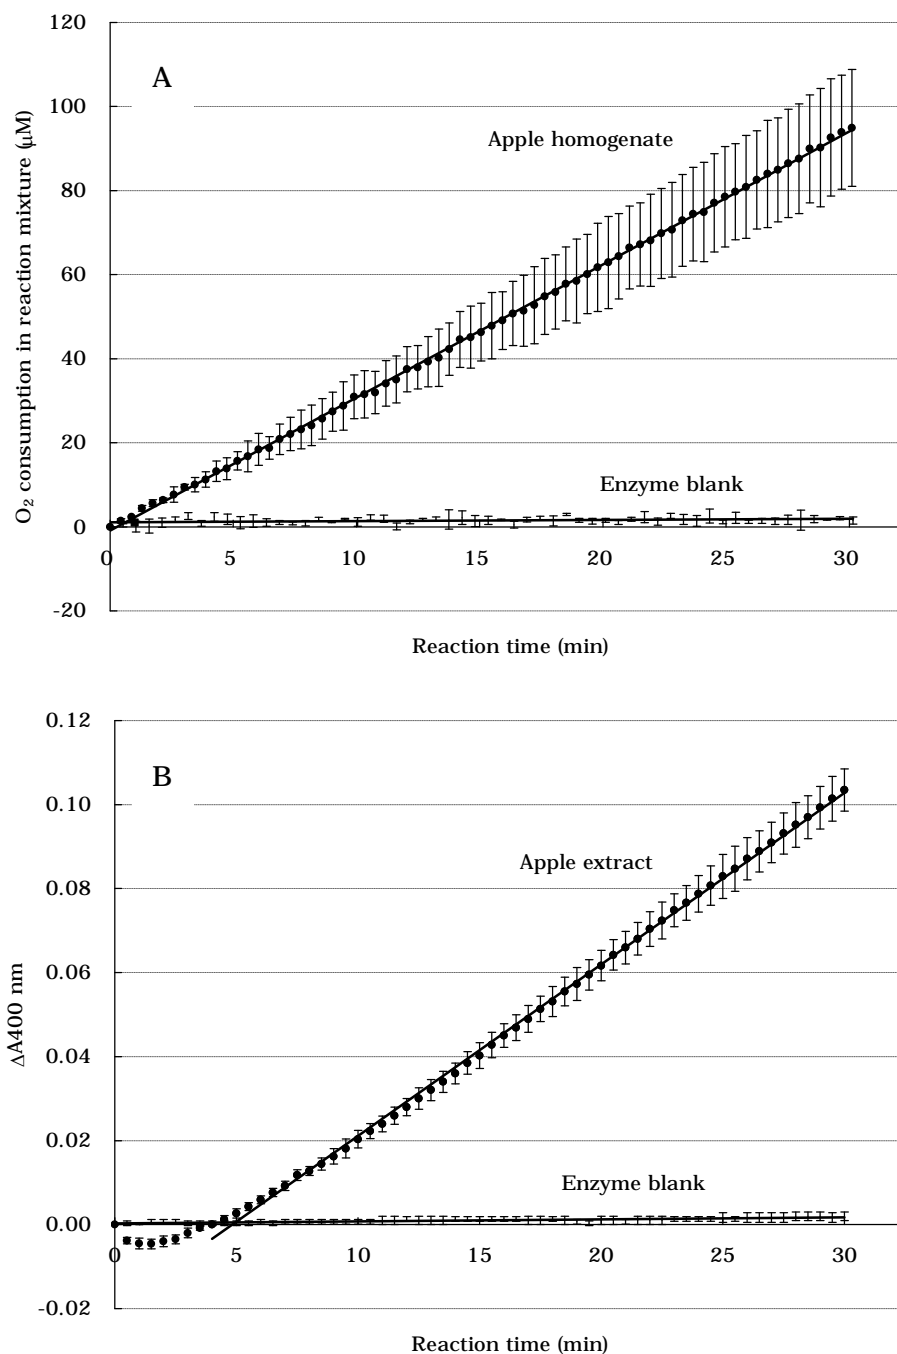 120
A
100
Apple homogenate
80
60
40
20
Enzyme blank
0
0 5 10 15 20 25 30
-20
O₂ consumption in reaction mixture (μM)
Reaction time (min)
0.12
B
0.10
Apple extract
0.08
0.06
0.04
0.02
Enzyme blank
0.00
0 5 10 15 20 25 30
-0.02
ΔA400 nm
Reaction time (min)